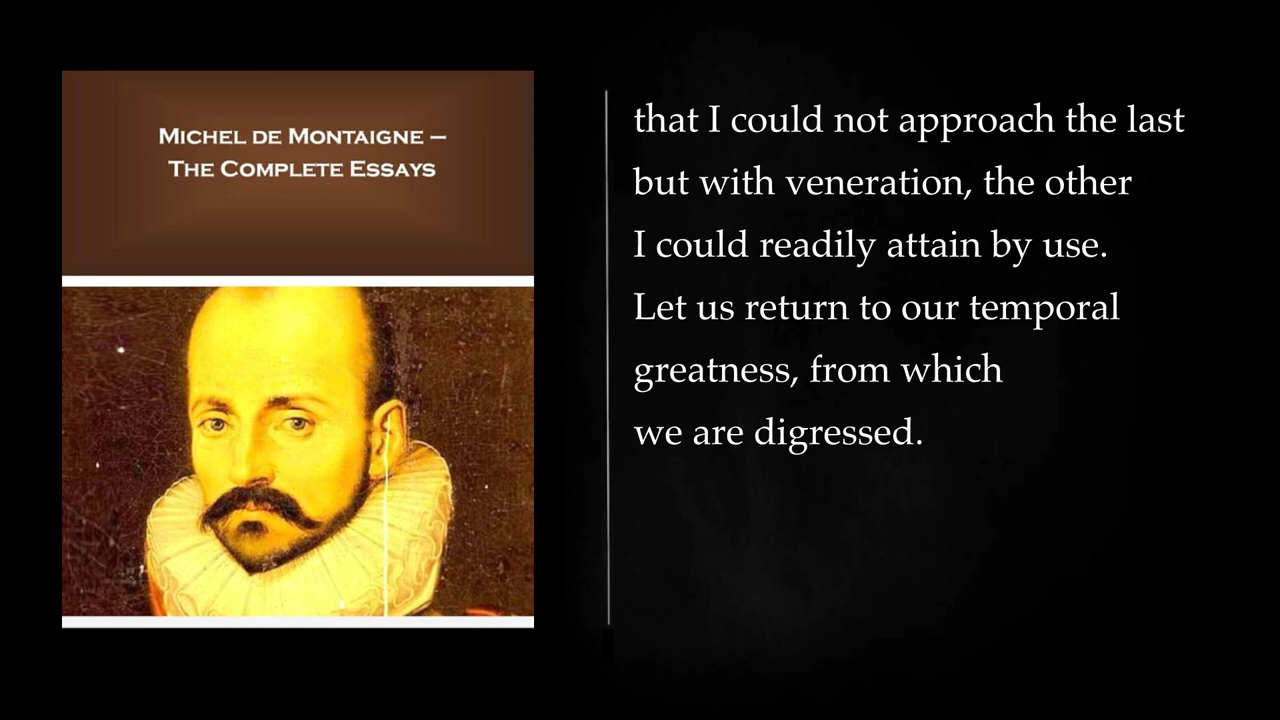 MICHEL DE MONTAIGNE –
THE COMPLETE ESSAYS
that I could not approach the last
but with veneration, the other
I could readily attain by use.
Let us return to our temporal
greatness, from which
we are digressed.